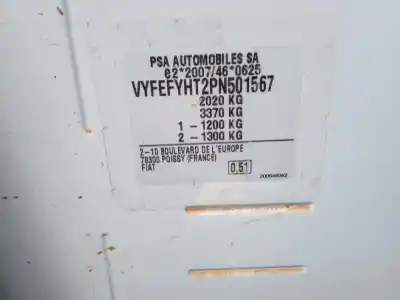 PSA AUTOMOBILES SA
e2*2007/46*0625
VYFEFYHT2PN501567
2020 KG
3370 KG
1 - 1200 KG
2 - 1300 KG
2-10 BOULEVARD DE L'EUROPE
78300 POISSY (FRANCE)
FIAT
0.51